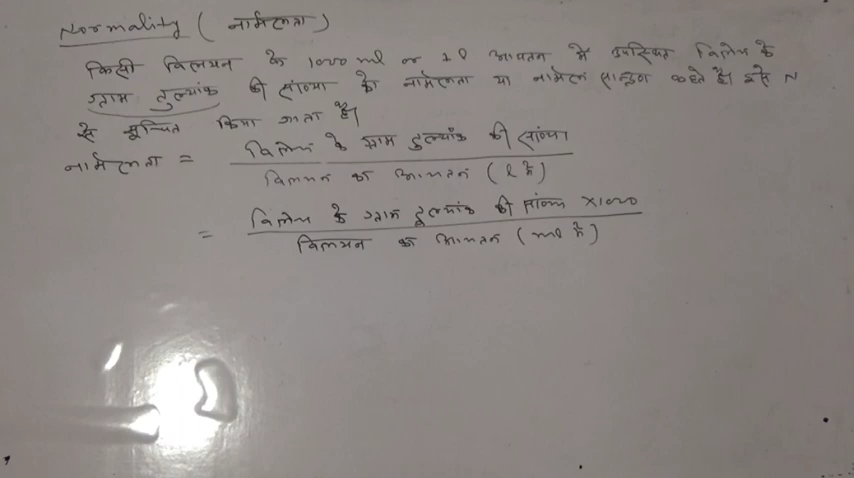 Normality ( नार्मलता )
किसी विलयन के 1000 ml or 1 l आयतन में उपस्थित विलेय के
ग्राम तुल्यांक की संख्या को नार्मलता या नार्मल सान्द्रण कहते है। इसे N
से सूचित किया जाता है।
नार्मलता = विलेय के ग्राम तुल्यांक की संख्या
विलयन का आयतन ( l में )
= विलेय के ग्राम तुल्यांक की संख्या ×1000
विलयन का आयतन ( ml में )